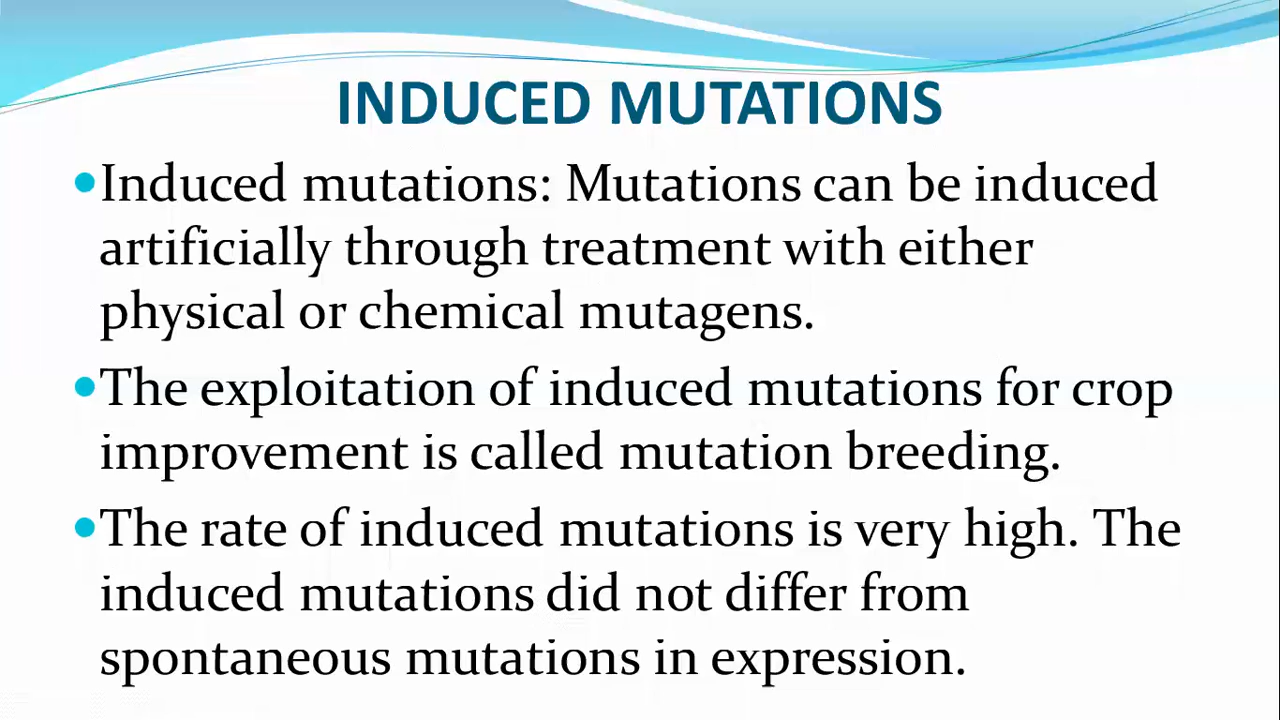 INDUCED MUTATIONS
•Induced mutations: Mutations can be induced
artificially through treatment with either
physical or chemical mutagens.
•The exploitation of induced mutations for crop
improvement is called mutation breeding.
•The rate of induced mutations is very high. The
induced mutations did not differ from
spontaneous mutations in expression.